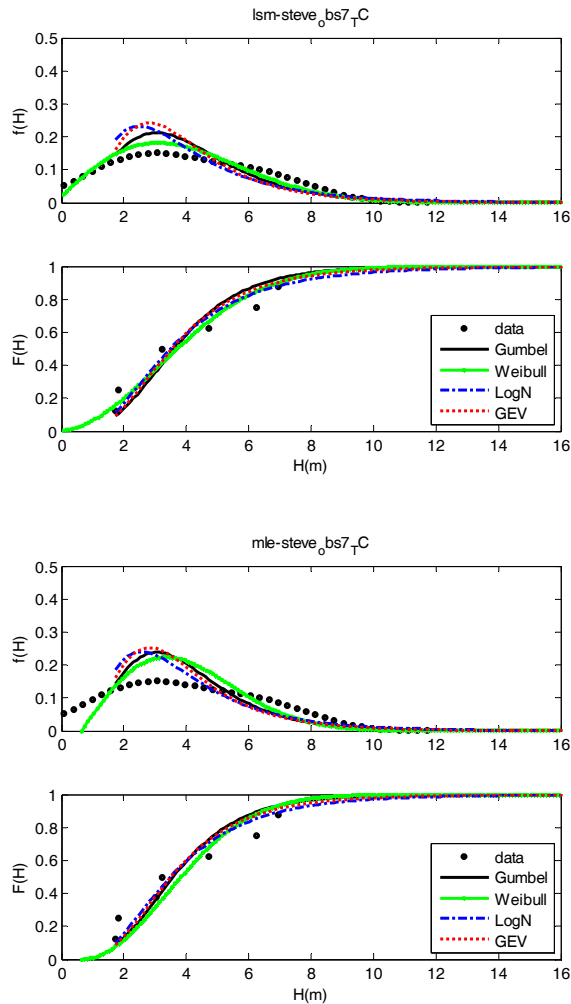 lsm-steve_obs7_TC
0.5
0.4
0.3
0.2
0.1
0
f(H)
0 2 4 6 8 10 12 14 16
1
0.8
0.6
0.4
0.2
0
F(H)
data
Gumbel
Weibull
LogN
GEV
0 2 4 6 8 10 12 14 16
H(m)
mle-steve_obs7_TC
0.5
0.4
0.3
0.2
0.1
0
f(H)
0 2 4 6 8 10 12 14 16
1
0.8
0.6
0.4
0.2
0
F(H)
data
Gumbel
Weibull
LogN
GEV
0 2 4 6 8 10 12 14 16
H(m)